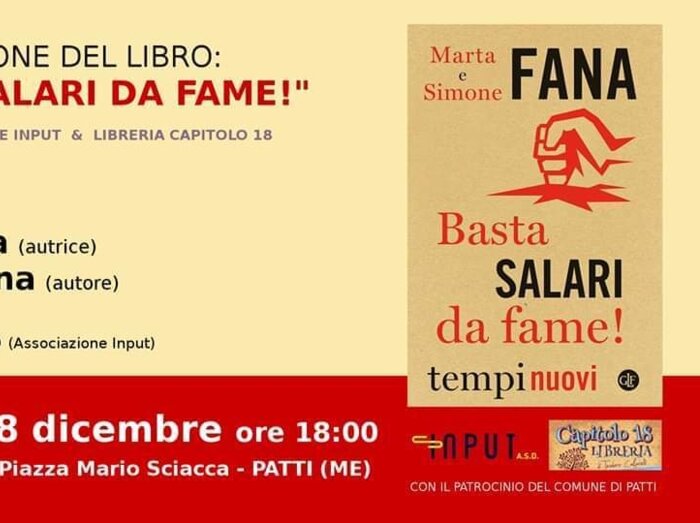 ONE DEL LIBRO:
ALARI DA FAME!"
E INPUT & LIBRERIA CAPITOLO 18
a (autrice)
na (autore)
(Associazione Input)
8 dicembre ore 18:00
Piazza Mario Sciacca - PATTI (ME)
Marta
e
Simone
FANA
Basta
SALARI
da fame!
tempi nuovi
GLF
INPUT A.S.D.
Capitolo 18
LIBRERIA
CON IL PATROCINIO DEL COMUNE DI PATTI